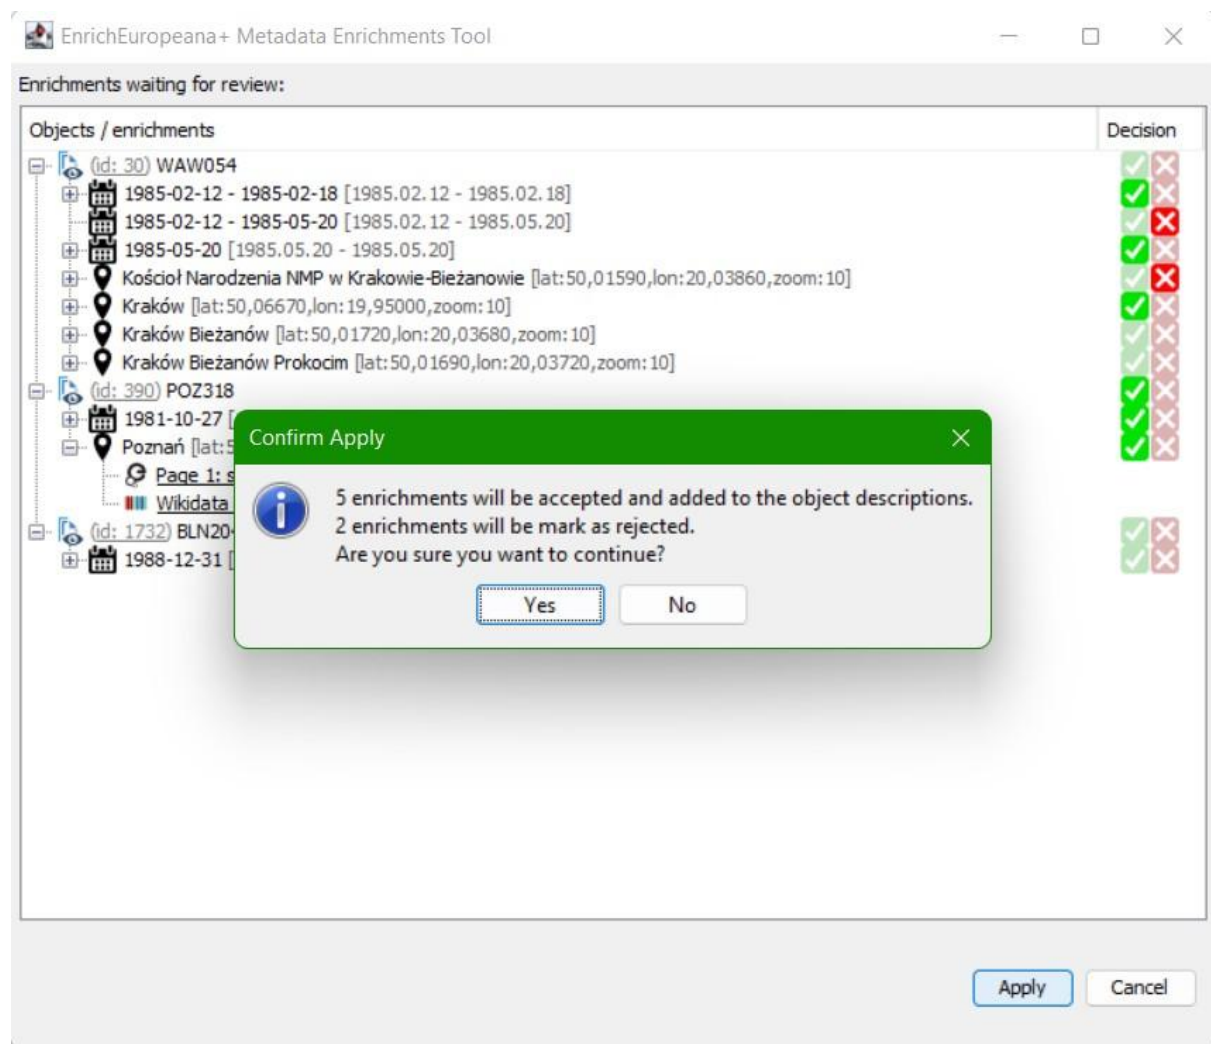 EnrichEuropeana+ Metadata Enrichments Tool
Enrichments waiting for review:
Objects / enrichments Decision
(id: 30) WAW054
1985-02-12 - 1985-02-18 [1985.02.12 - 1985.02.18]
1985-02-12 - 1985-05-20 [1985.02.12 - 1985.05.20]
1985-05-20 [1985.05.20 - 1985.05.20]
Kościoł Narodzenia NMP w Krakowie-Bieżanowie [lat:50,01590,lon:20,03860,zoom:10]
Kraków [lat:50,06670,lon:19,95000,zoom:10]
Kraków Bieżanów [lat:50,01720,lon:20,03680,zoom:10]
Kraków Bieżanów Prokocim [lat:50,01690,lon:20,03720,zoom:10]
(id: 390) POZ318
1981-10-27 [
Poznań [lat:5
Page 1: s
Wikidata
(id: 1732) BLN20
1988-12-31 [
Confirm Apply
5 enrichments will be accepted and added to the object descriptions.
2 enrichments will be mark as rejected.
Are you sure you want to continue?
Yes No
Apply Cancel